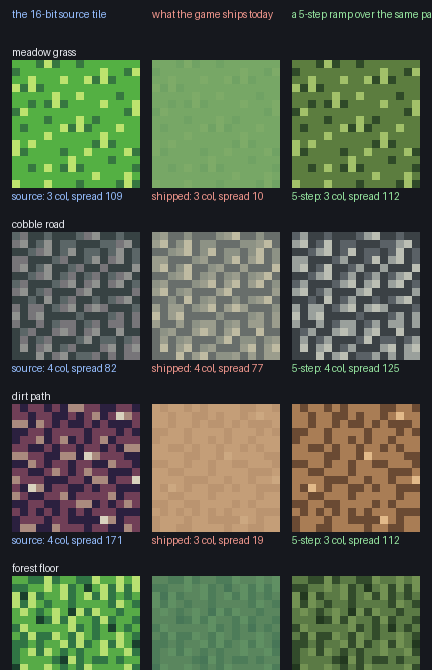 the 16-bit source tile
what the game ships today
a 5-step ramp over the same pa
meadow grass
source: 3 col, spread 109
shipped: 3 col, spread 10
5-step: 3 col, spread 112
cobble road
source: 4 col, spread 82
shipped: 4 col, spread 77
5-step: 4 col, spread 125
dirt path
source: 4 col, spread 171
shipped: 3 col, spread 19
5-step: 3 col, spread 112
forest floor